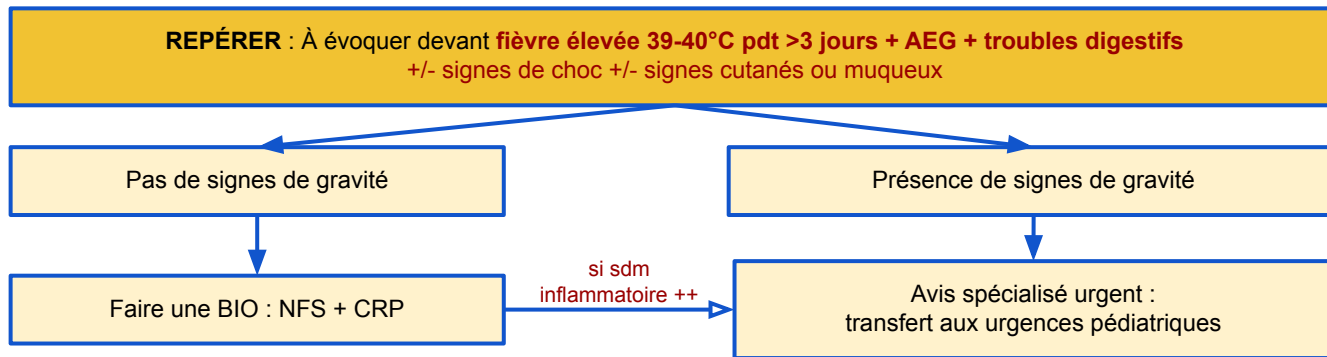 REPÉRER : À évoquer devant fièvre élevée 39-40°C pdt >3 jours + AEG + troubles digestifs
+/- signes de choc +/- signes cutanés ou muqueux
Pas de signes de gravité
Présence de signes de gravité
Faire une BIO : NFS + CRP
si sdm
inflammatoire ++
Avis spécialisé urgent :
transfert aux urgences pédiatriques